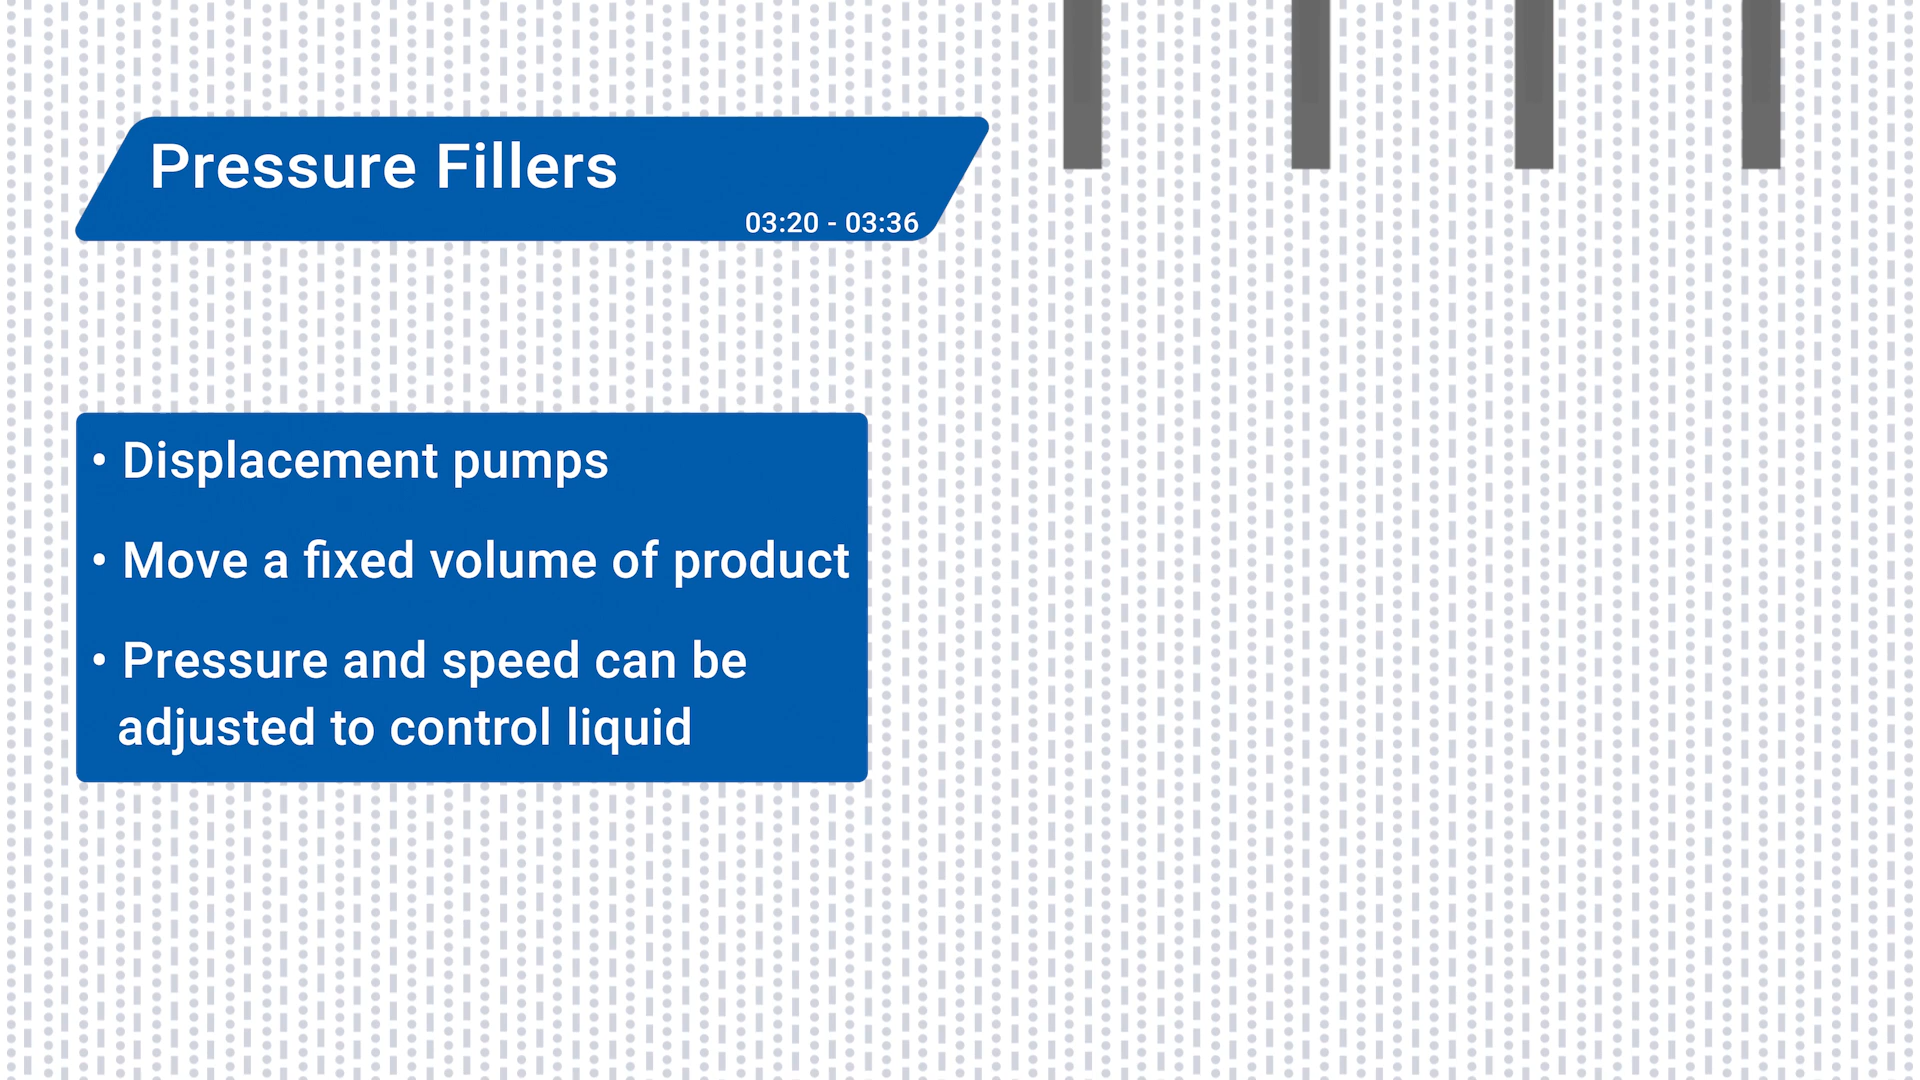 Pressure Fillers
03:20 - 03:36
• Displacement pumps
• Move a fixed volume of product
• Pressure and speed can be
adjusted to control liquid